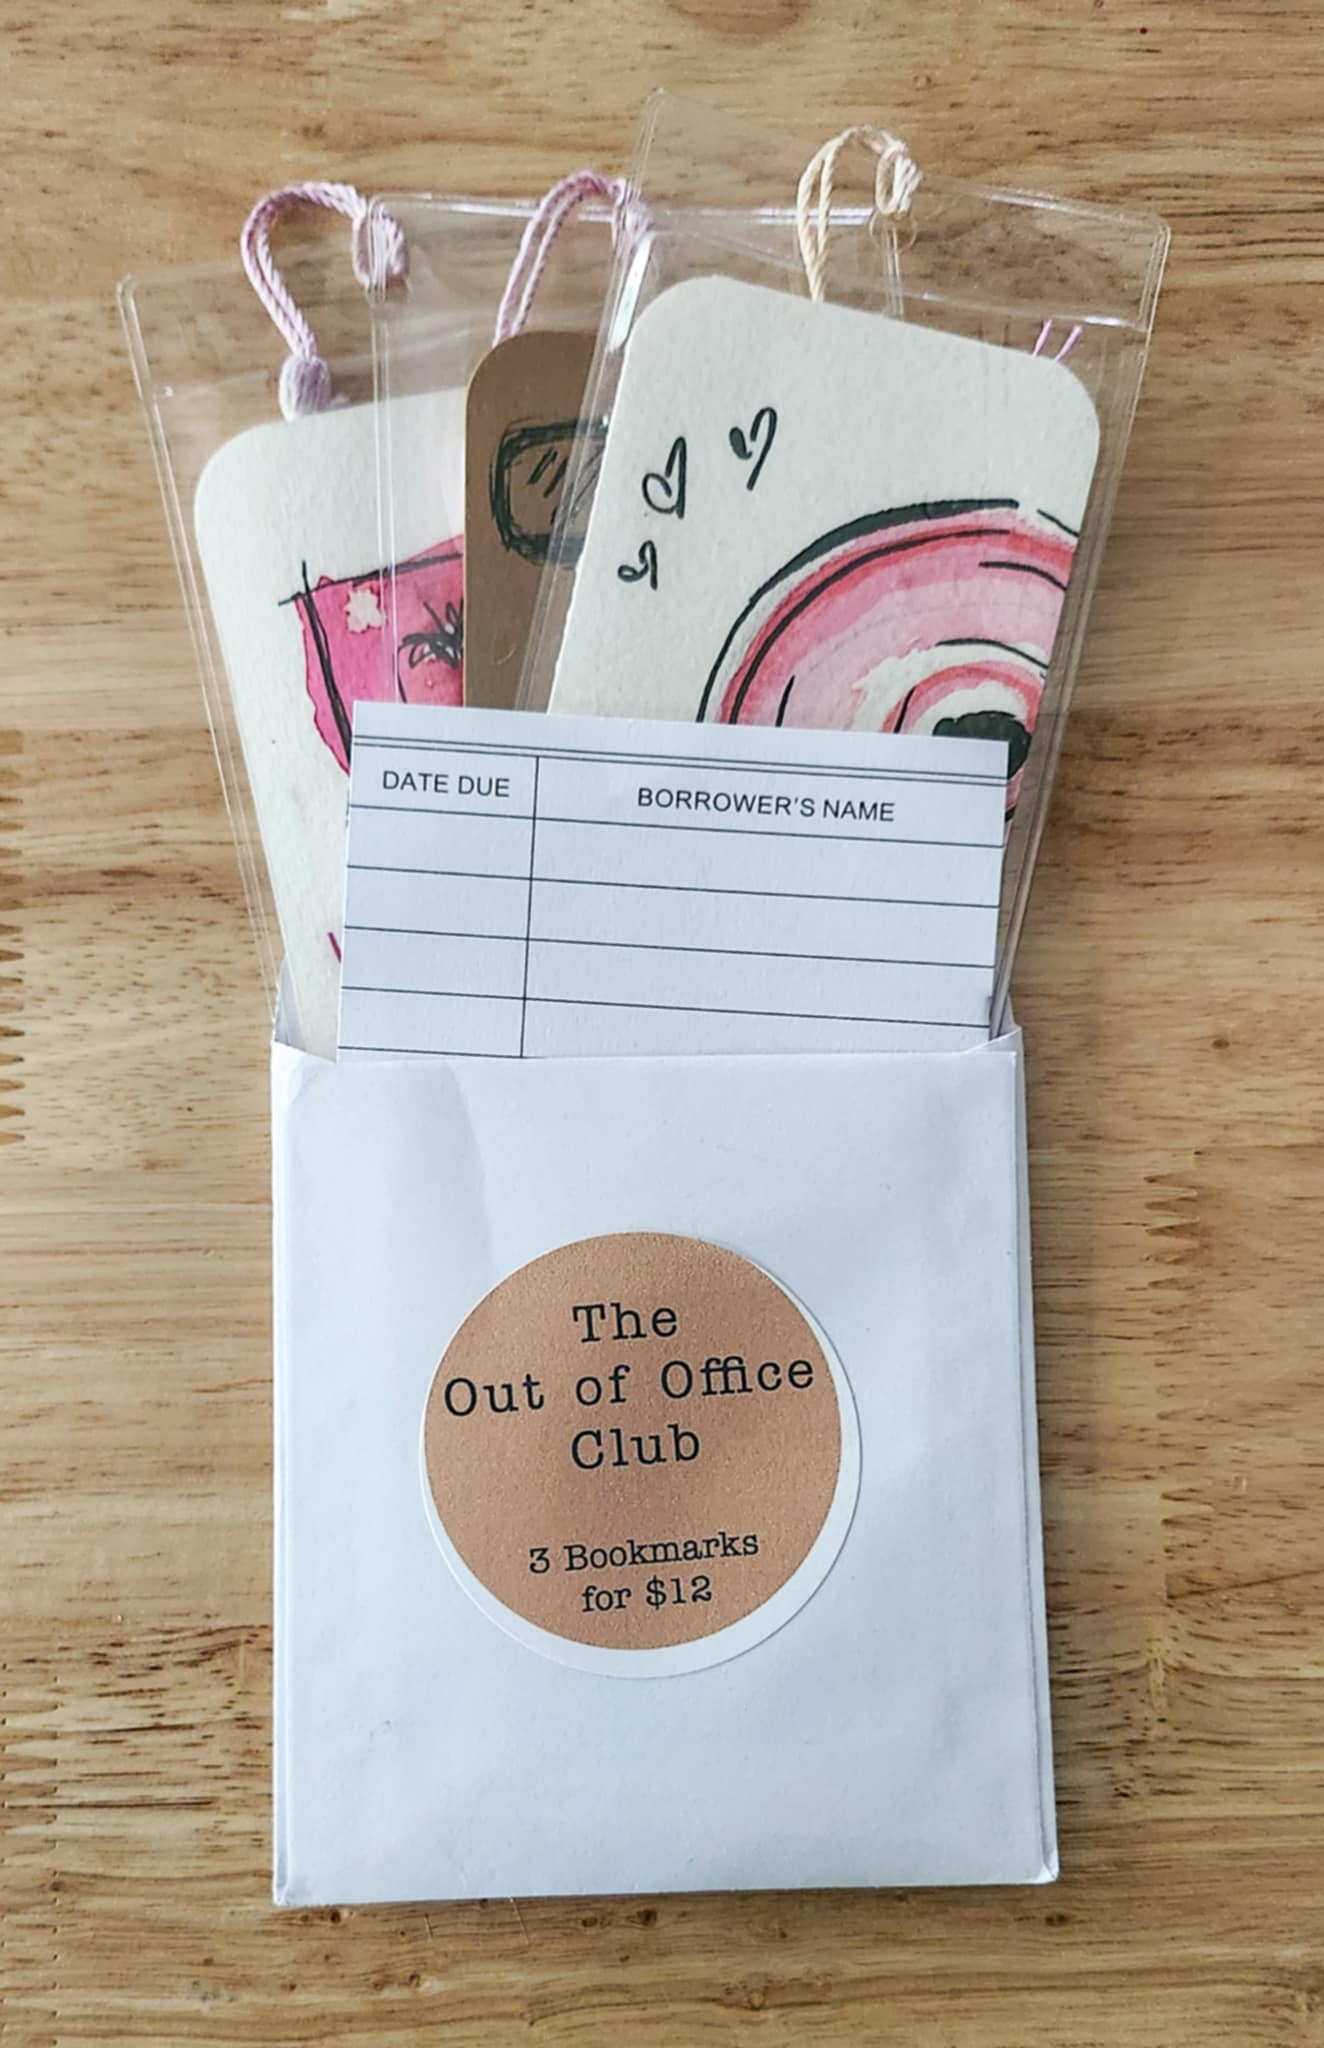 DATE DUE
BORROWER'S NAME
The
Out of Office
Club
3 Bookmarks
for $12